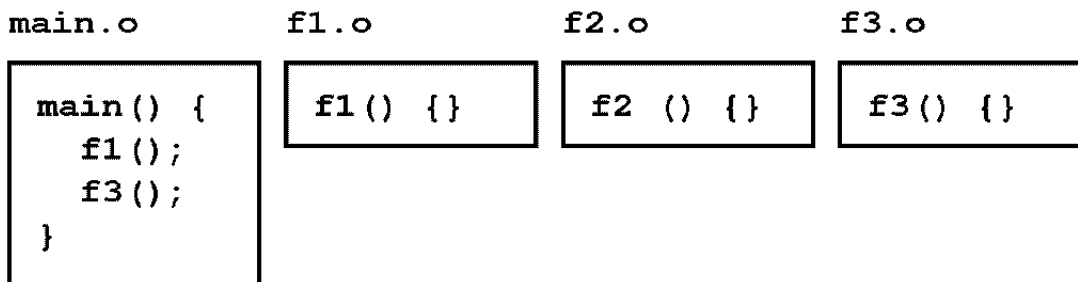 main.o
f1.o
f2.o
f3.o
main() {
f1();
f3();
}
f1() {}
f2 () {}
f3() {}